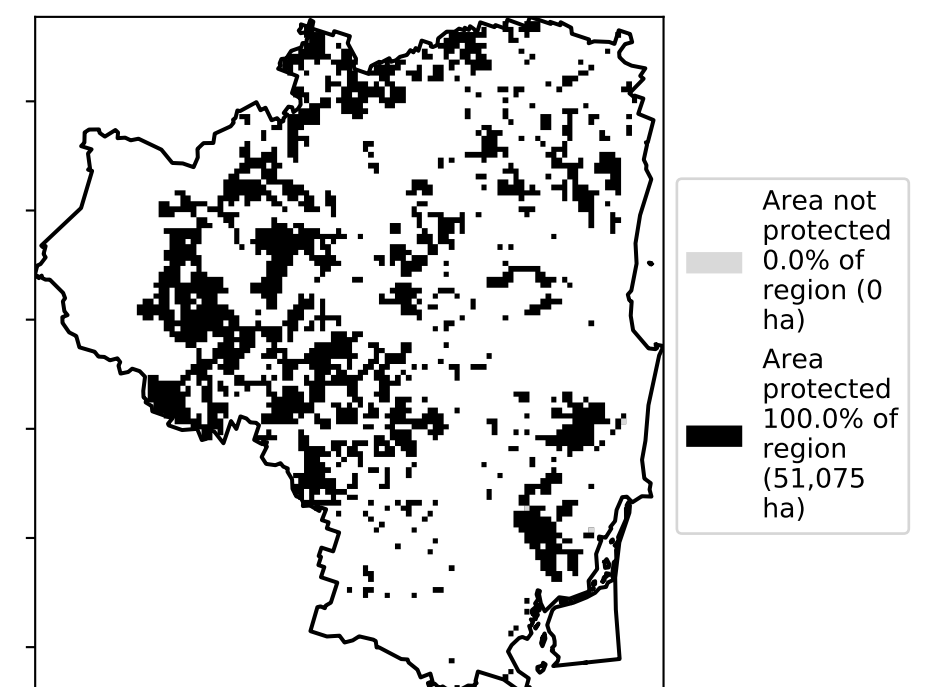 Area not
protected
0.0% of
region (0
ha)
Area
protected
100.0% of
region
(51,075
ha)